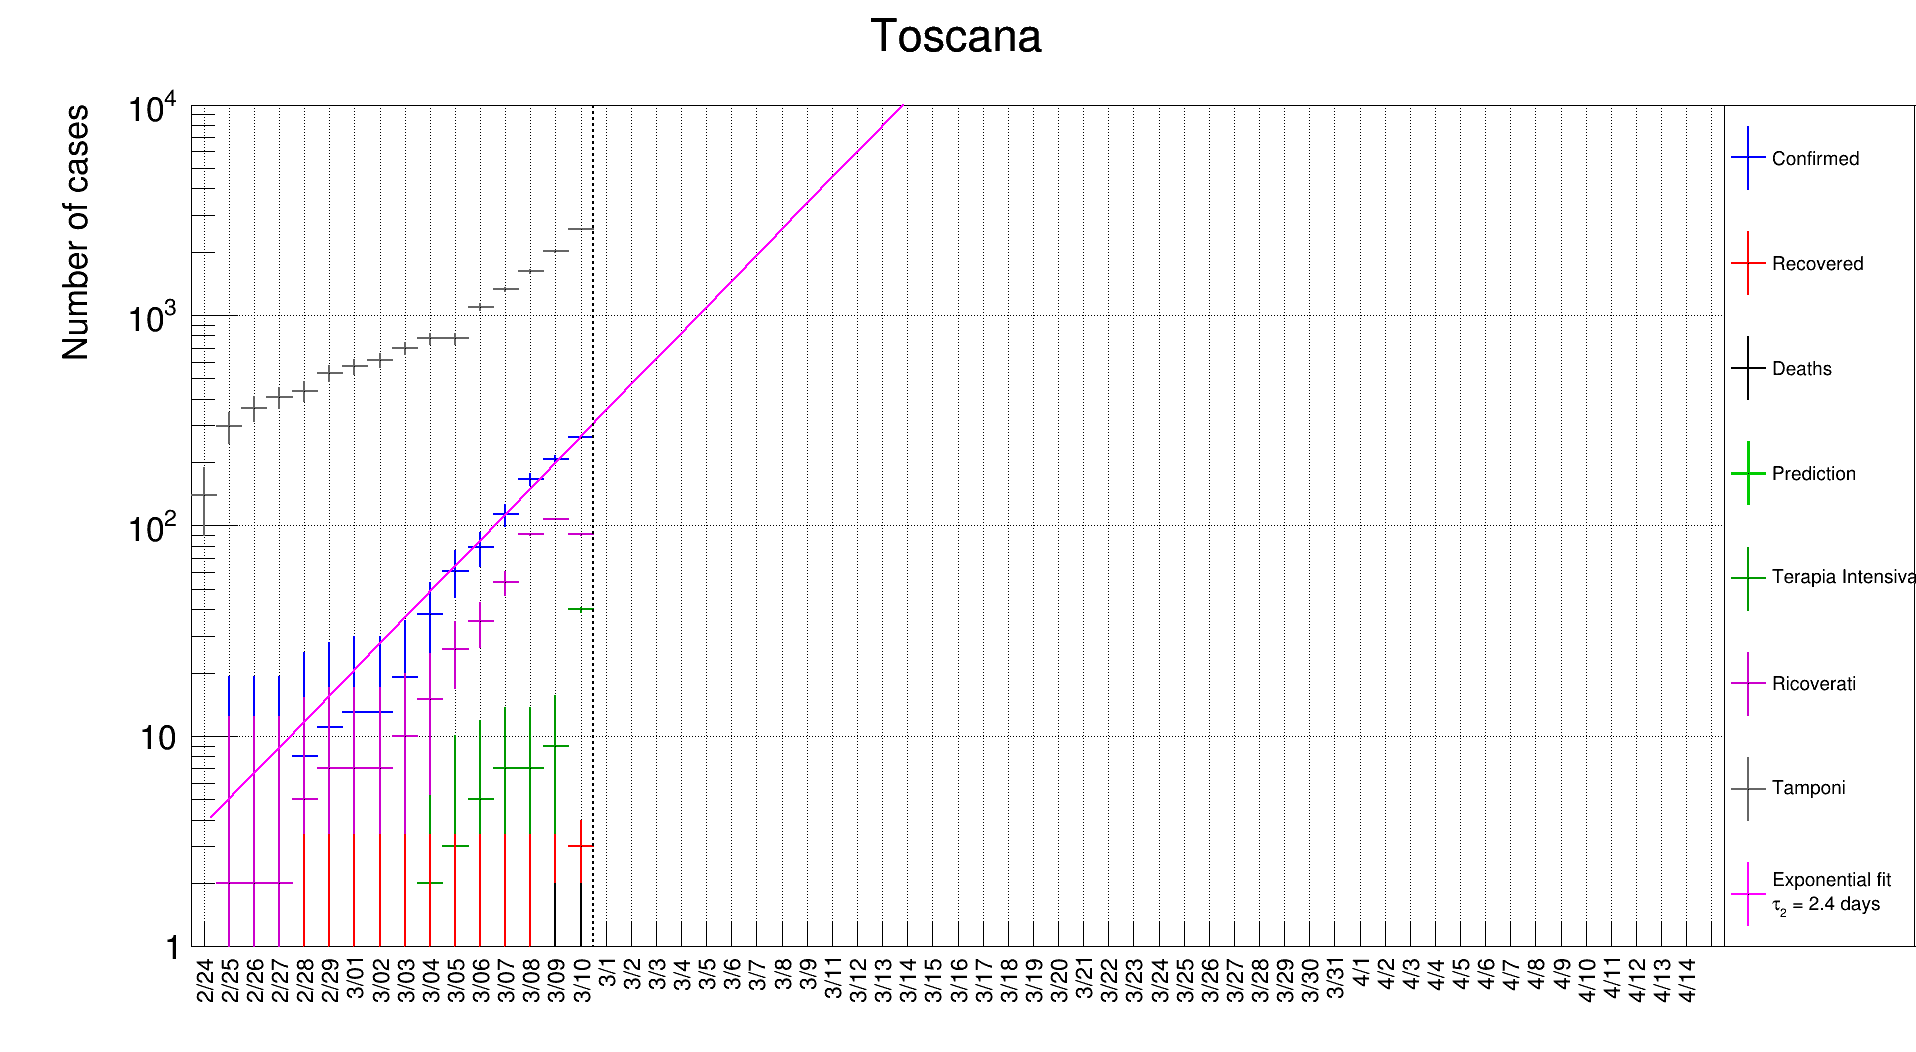 Toscana
Number of cases
10^4
10^3
10^2
10
1
2/24 2/25 2/26 2/27 2/28 2/29 3/01 3/02 3/03 3/04 3/05 3/06 3/07 3/08 3/09 3/10 3/1 3/2 3/3 3/4 3/5 3/6 3/7 3/8 3/9 3/11 3/12 3/13 3/14 3/15 3/16 3/17 3/18 3/19 3/20 3/21 3/22 3/23 3/24 3/25 3/26 3/27 3/28 3/29 3/30 3/31 4/1 4/2 4/3 4/4 4/5 4/6 4/7 4/8 4/9 4/10 4/11 4/12 4/13 4/14
Confirmed
Recovered
Deaths
Prediction
Terapia Intensiva
Ricoverati
Tamponi
Exponential fit
τ₂ = 2.4 days